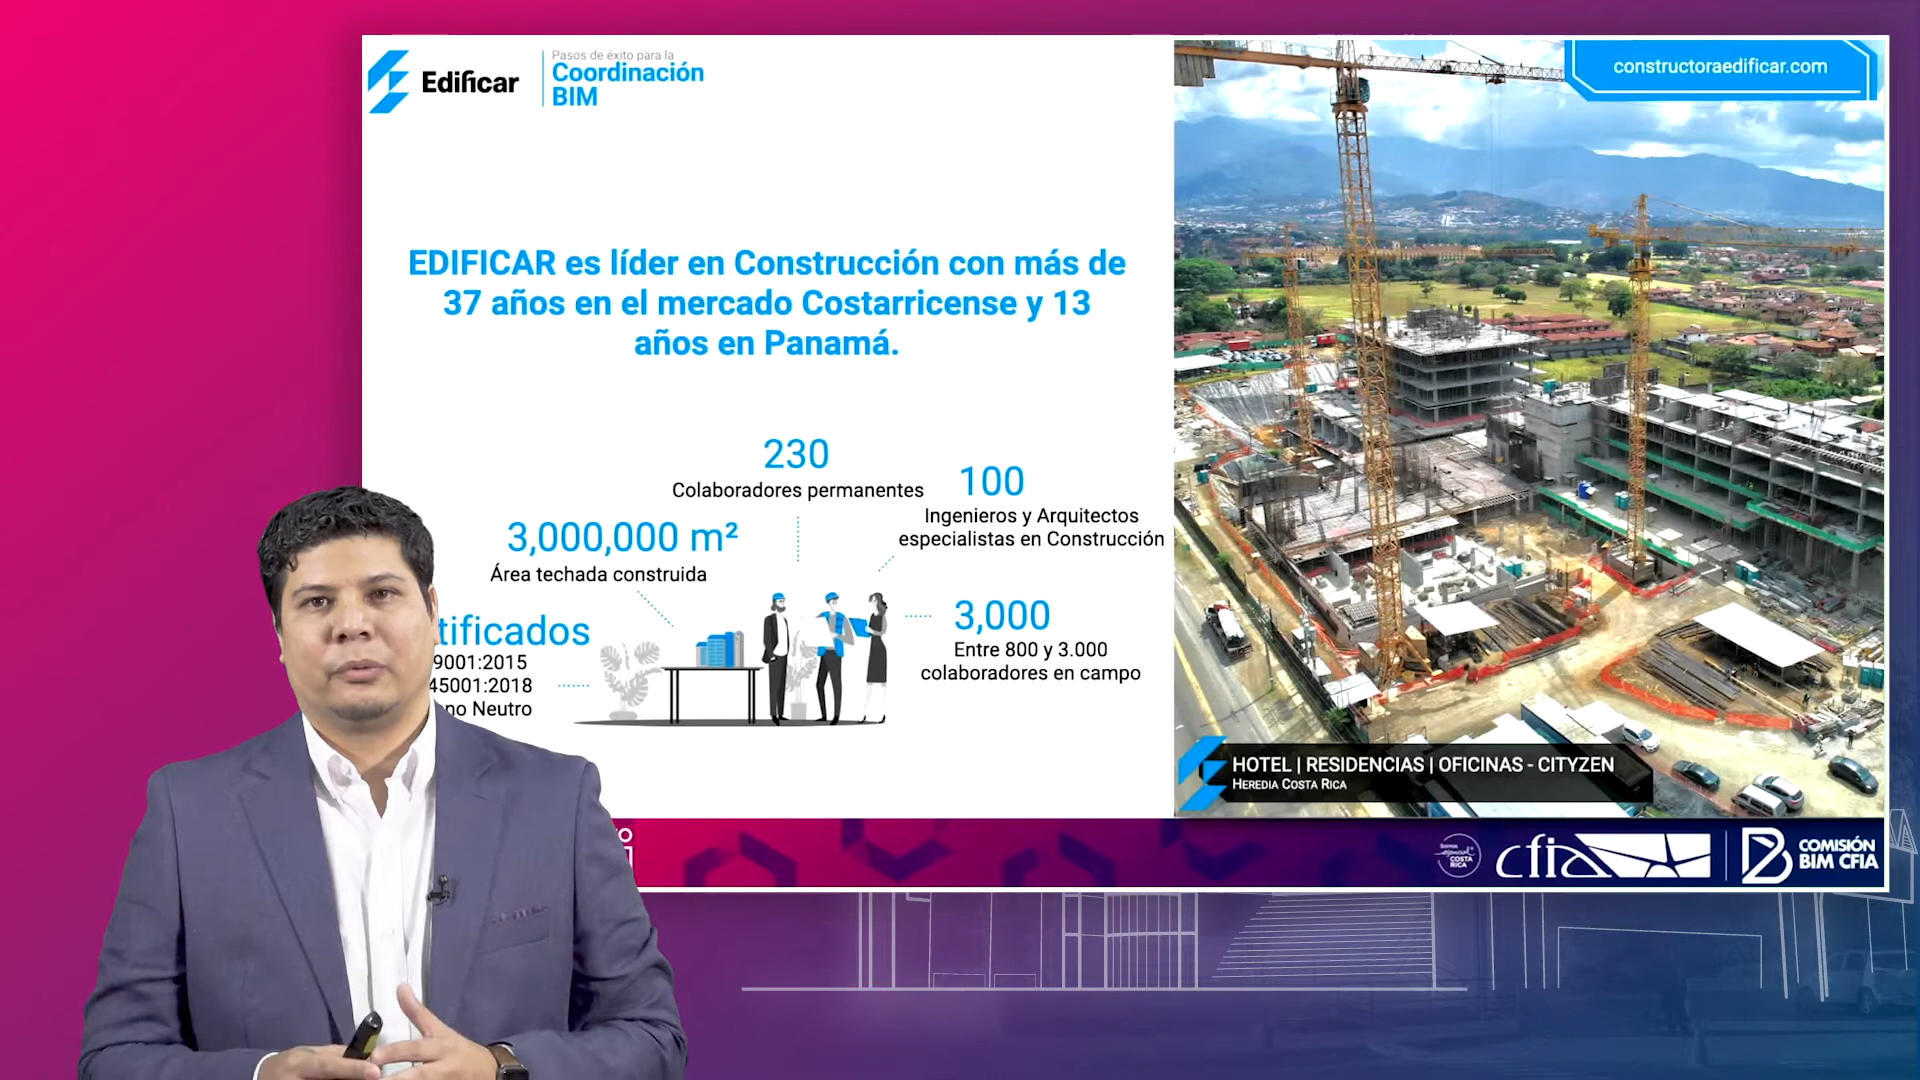 Edificar
Pasos de éxito para la
Coordinación
BIM
constructoraedificar.com
EDIFICAR es líder en Construcción con más de
37 años en el mercado Costarricense y 13
años en Panamá.
230
Colaboradores permanentes
100
Ingenieros y Arquitectos
especialistas en Construcción
3,000,000 m²
Área techada construida
tificados
9001:2015
45001:2018
no Neutro
3,000
Entre 800 y 3.000
colaboradores en campo
HOTEL | RESIDENCIAS | OFICINAS - CITYZEN
HEREDIA COSTA RICA
esencial
COSTA
RICA
cfia
COMISIÓN
BIM CFIA